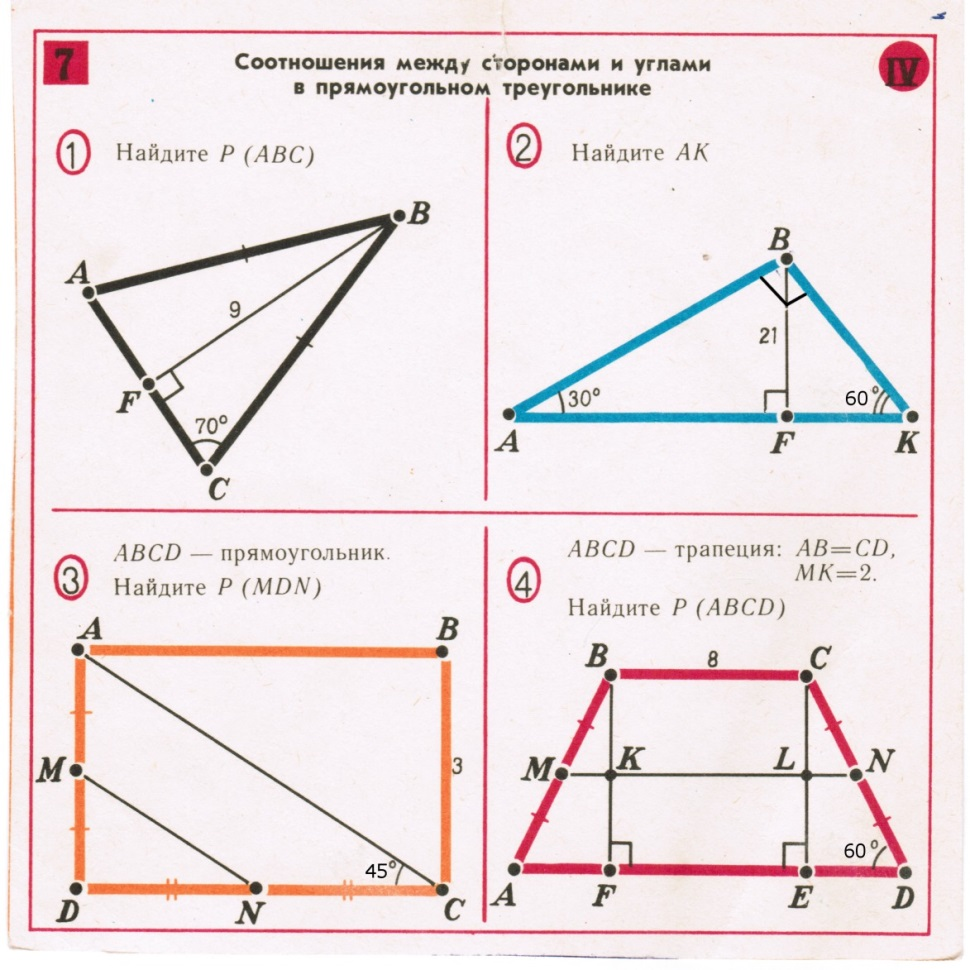 7
Соотношения между сторонами и углами
в прямоугольном треугольнике
IV
1
Найдите P (ABC)
B
A
9
F
70°
C
2
Найдите AK
B
21
30°
60°
A
F
K
3
ABCD — прямоугольник.
Найдите P (MDN)
A
B
M
3
45°
D
N
C
4
ABCD — трапеция: AB=CD,
MK=2.
Найдите P (ABCD)
B
8
C
M
K
L
N
60°
A
F
E
D